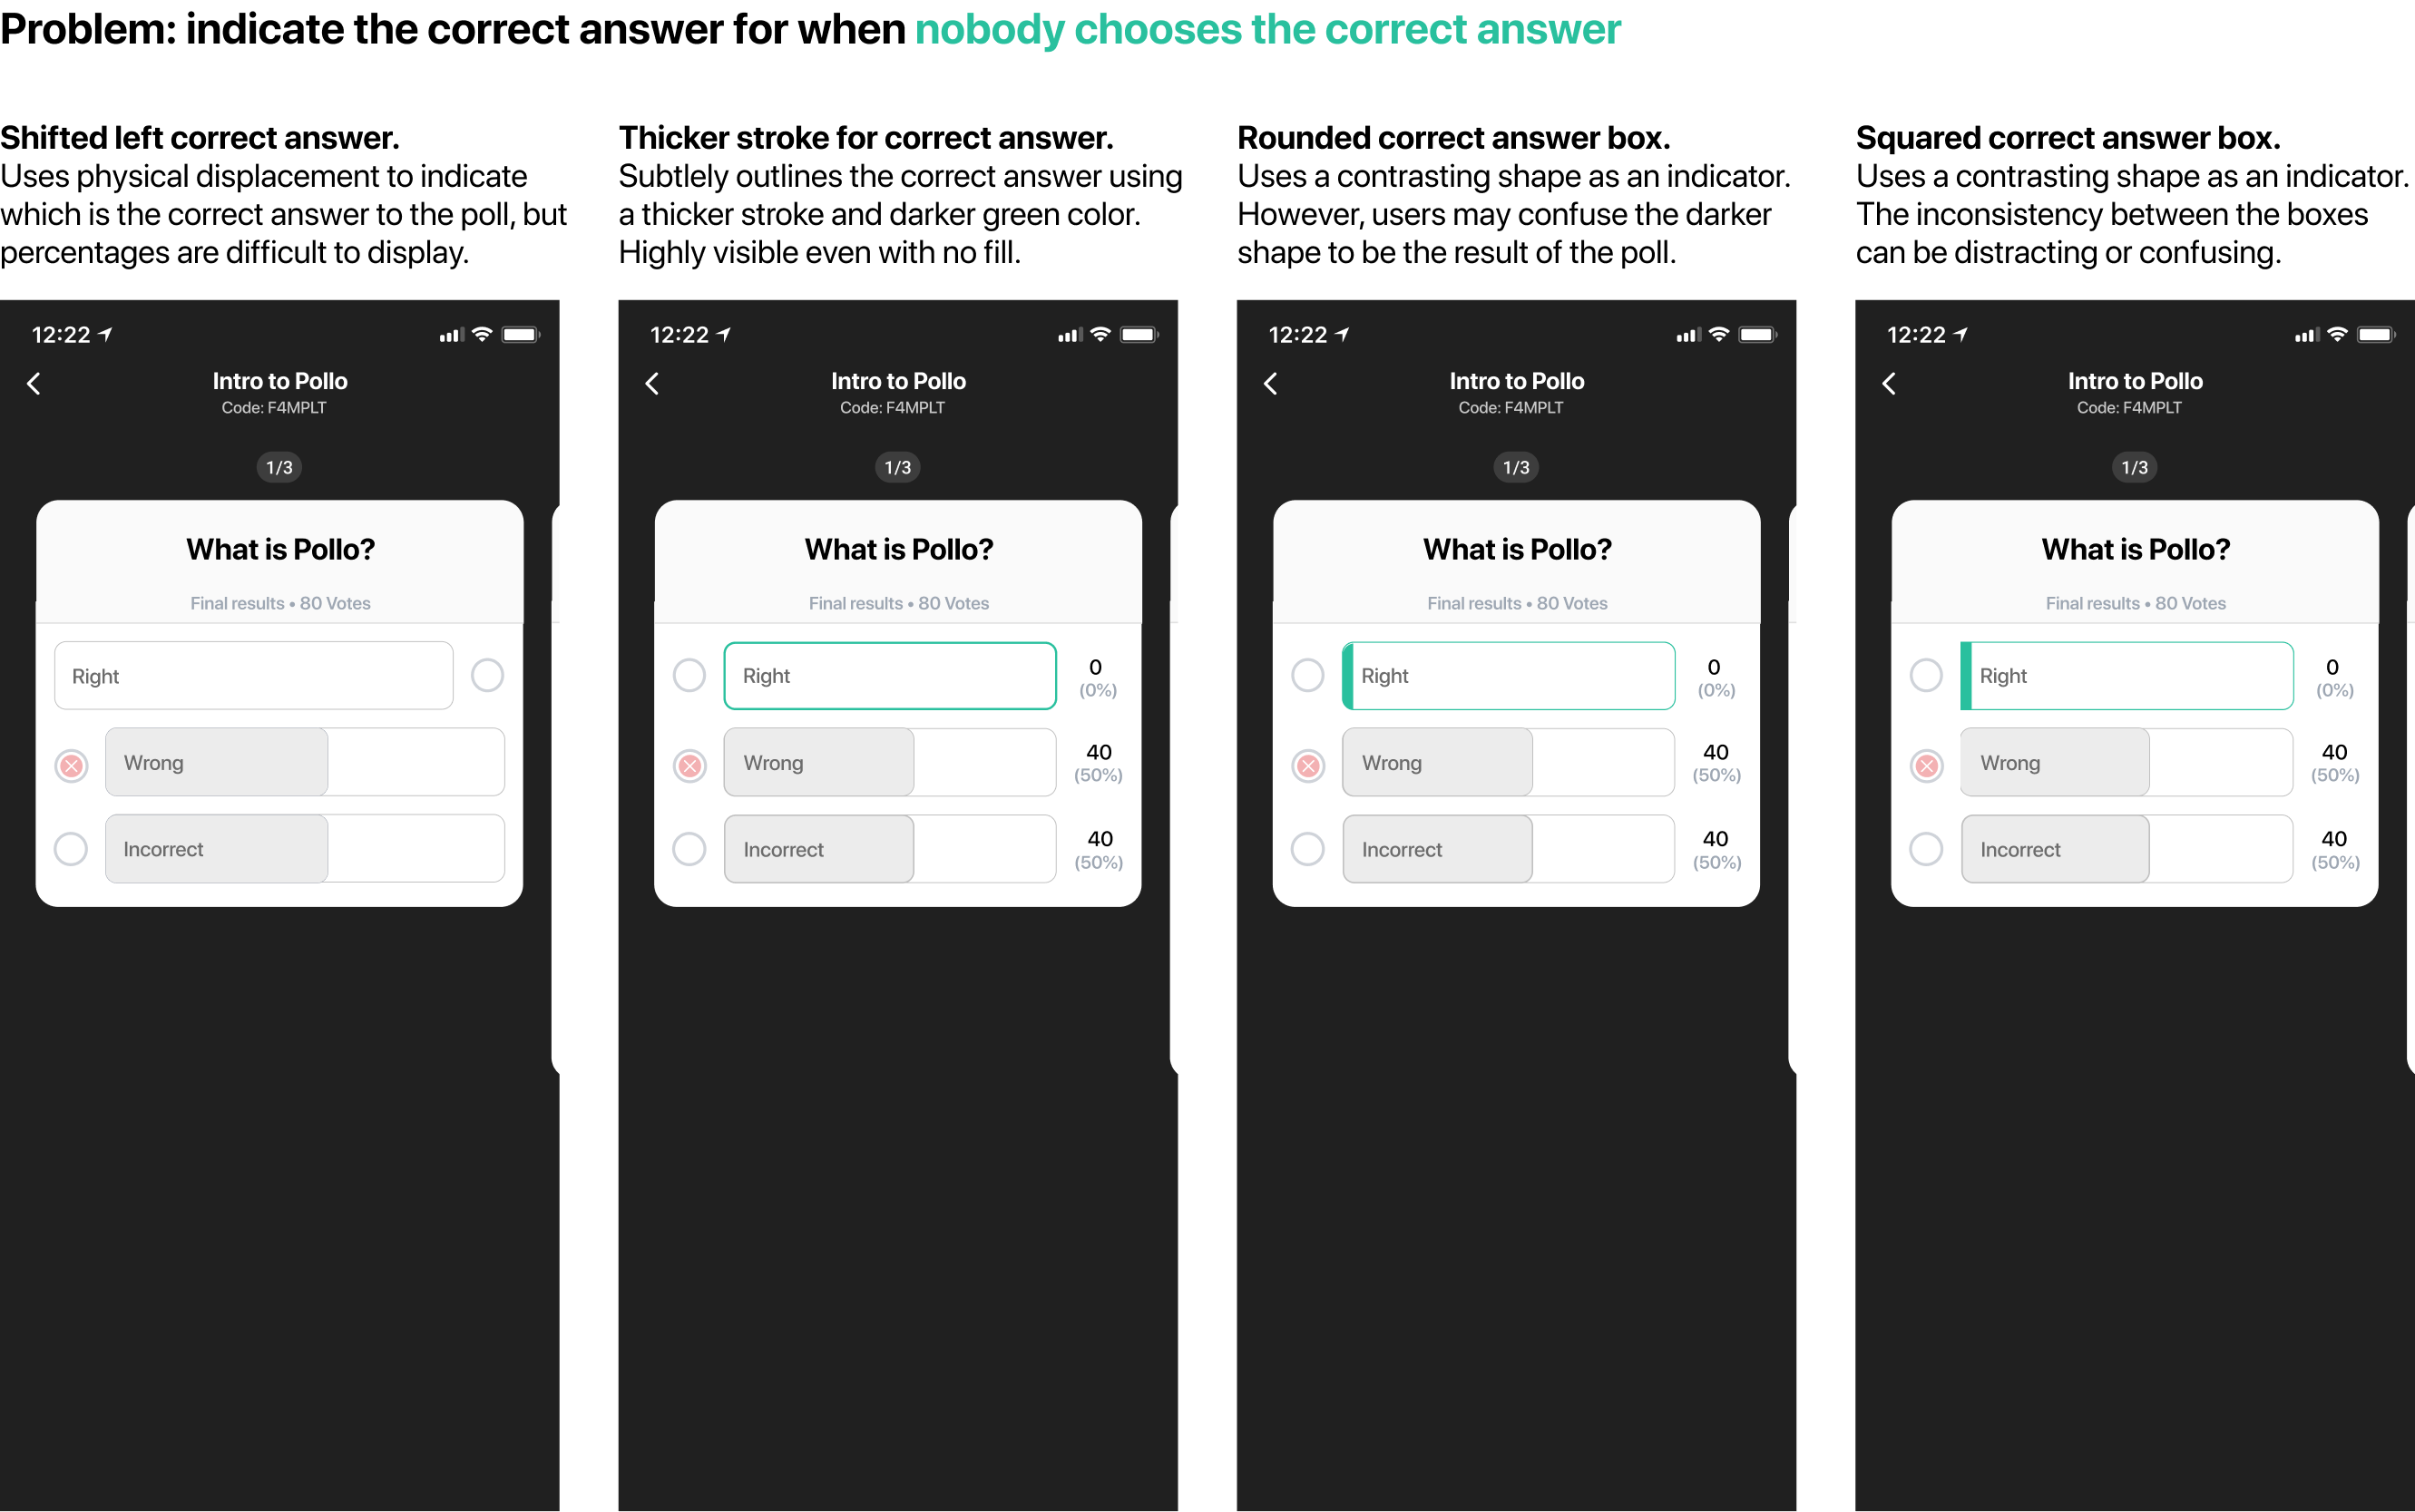 Problem: indicate the correct answer for when nobody chooses the correct answer
Shifted left correct answer.
Uses physical displacement to indicate
which is the correct answer to the poll, but
percentages are difficult to display.
12:22
Intro to Pollo
Code: F4MPLT
1/3
What is Pollo?
Final results • 80 Votes
Right
Wrong
Incorrect
Thicker stroke for correct answer.
Subtlely outlines the correct answer using
a thicker stroke and darker green color.
Highly visible even with no fill.
12:22
Intro to Pollo
Code: F4MPLT
1/3
What is Pollo?
Final results • 80 Votes
Right
0
(0%)
Wrong
40
(50%)
Incorrect
40
(50%)
Rounded correct answer box.
Uses a contrasting shape as an indicator.
However, users may confuse the darker
shape to be the result of the poll.
12:22
Intro to Pollo
Code: F4MPLT
1/3
What is Pollo?
Final results • 80 Votes
Right
0
(0%)
Wrong
40
(50%)
Incorrect
40
(50%)
Squared correct answer box.
Uses a contrasting shape as an indicator.
The inconsistency between the boxes
can be distracting or confusing.
12:22
Intro to Pollo
Code: F4MPLT
1/3
What is Pollo?
Final results • 80 Votes
Right
0
(0%)
Wrong
40
(50%)
Incorrect
40
(50%)